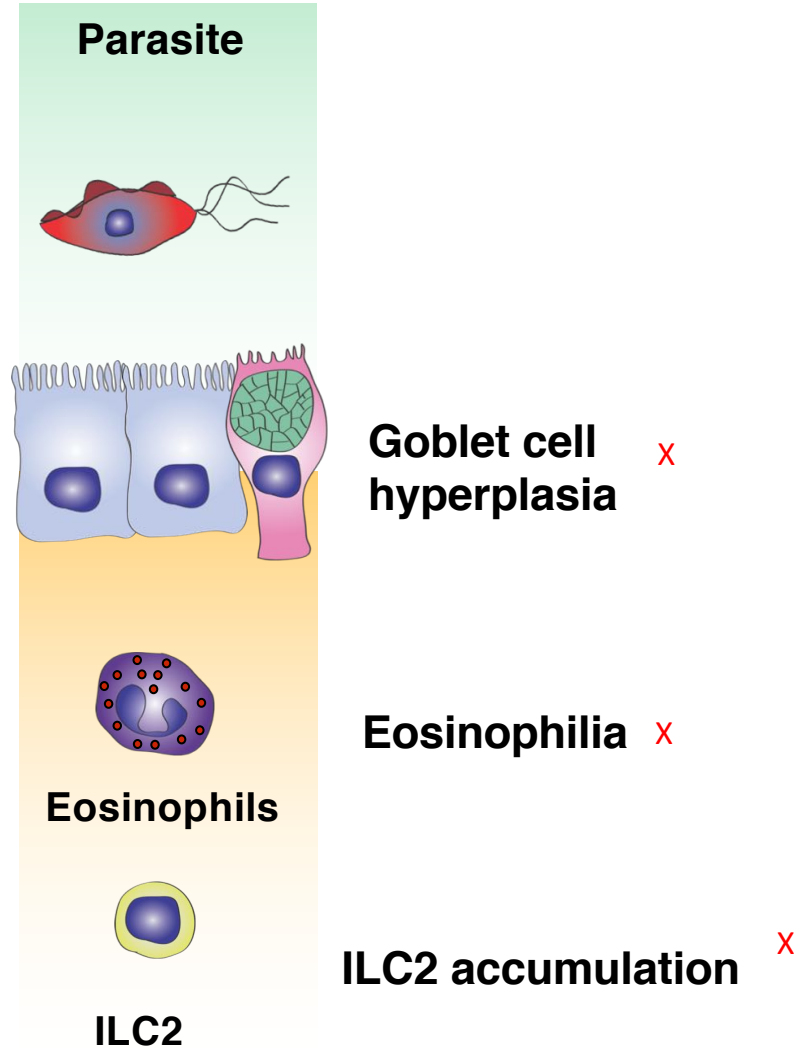 Parasite
Goblet cell X
hyperplasia
Eosinophilia X
Eosinophils
ILC2 accumulation X
ILC2